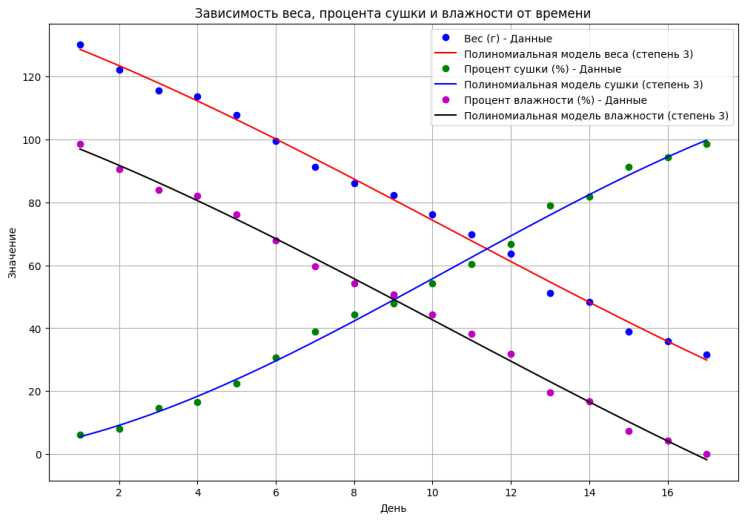 Зависимость веса, процента сушки и влажности от времени
Вес (г) - Данные
Полиномиальная модель веса (степень 3)
Процент сушки (%) - Данные
Полиномиальная модель сушки (степень 3)
Процент влажности (%) - Данные
Полиномиальная модель влажности (степень 3)
120
100
80
60
40
20
0
Значение
2 4 6 8 10 12 14 16
День